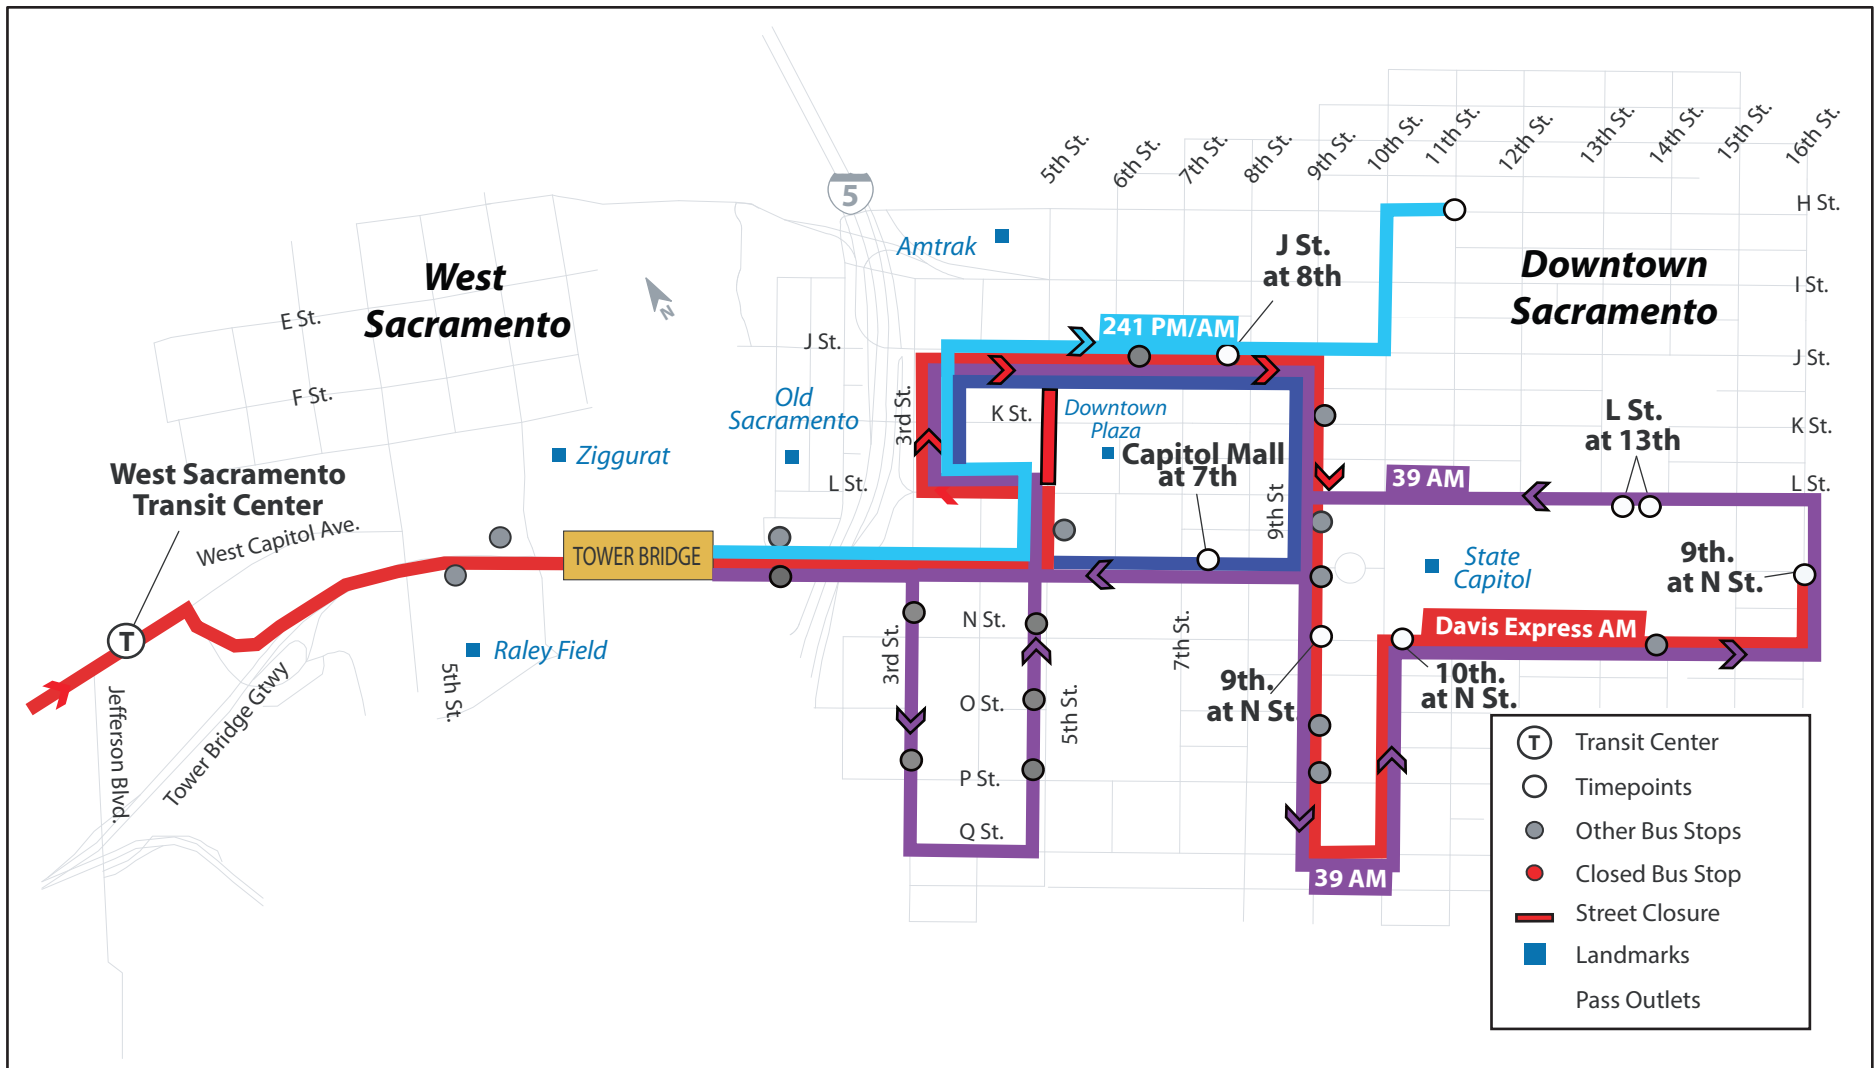 5th St.
6th St.
7th St.
8th St.
9th St.
10th St.
11th St.
12th St.
13th St.
14th St.
15th St.
16th St.
5
H St.
Amtrak
J St.
at 8th
Downtown
Sacramento
West
Sacramento
I St.
N
E St.
241 PM/AM
J St.
J St.
F St.
Old
Sacramento
3rd St.
K St.
Downtown
Plaza
L St.
at 13th
K St.
Ziggurat
Capitol Mall
at 7th
West Sacramento
Transit Center
L St.
39 AM
L St.
9th St
West Capitol Ave.
TOWER BRIDGE
State
Capitol
9th.
at N St.
T
3rd St.
N St.
7th St.
Davis Express AM
Raley Field
5th St.
Jefferson Blvd.
Tower Bridge Gtwy
O St.
5th St.
9th.
at N St.
10th.
at N St.
P St.
Q St.
39 AM
T
Transit Center
Timepoints
Other Bus Stops
Closed Bus Stop
Street Closure
Landmarks
Pass Outlets